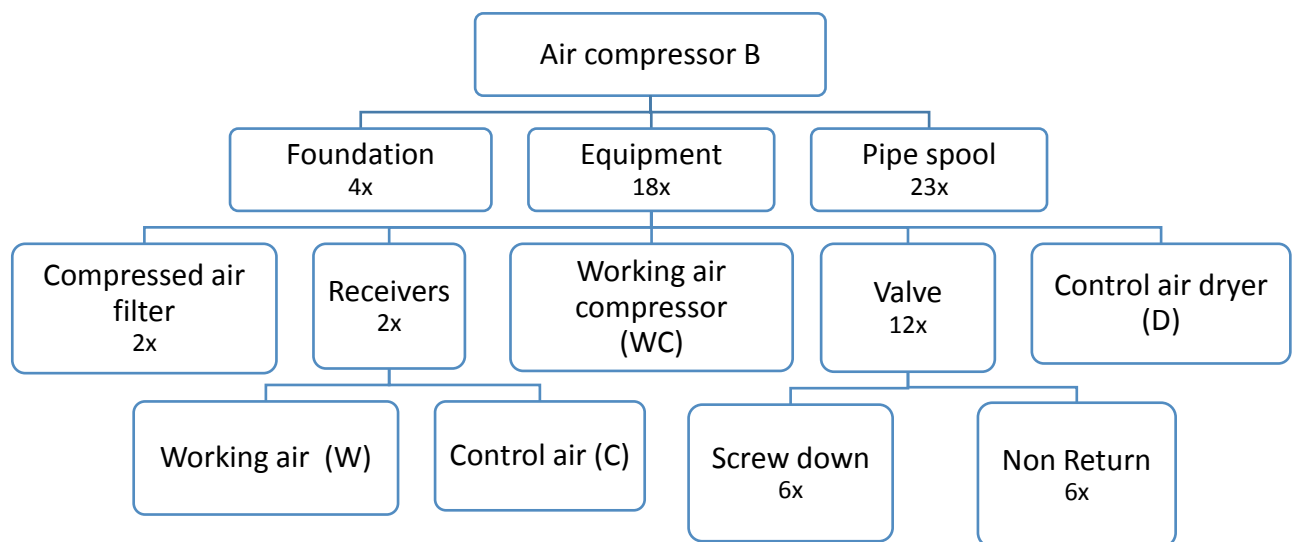 Air compressor B
Foundation
4x
Equipment
18x
Pipe spool
23x
Compressed air
filter
2x
Receivers
2x
Working air
compressor
(WC)
Valve
12x
Control air dryer
(D)
Working air  (W)
Control air (C)
Screw down
6x
Non Return
6x